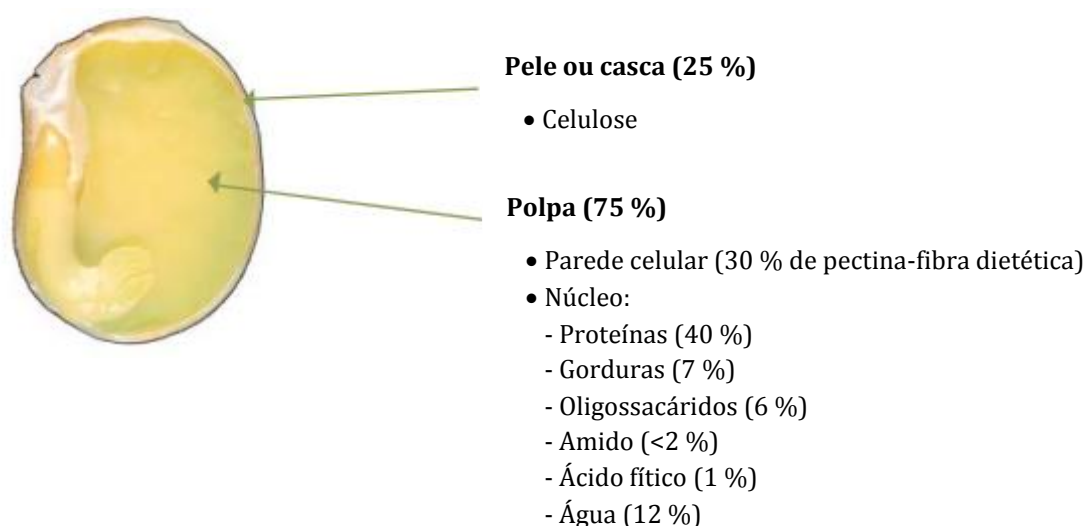 Pele ou casca (25 %)
• Celulose
Polpa (75 %)
• Parede celular (30 % de pectina-fibra dietética)
• Núcleo:
- Proteínas (40 %)
- Gorduras (7 %)
- Oligossacáridos (6 %)
- Amido (<2 %)
- Ácido fítico (1 %)
- Água (12 %)